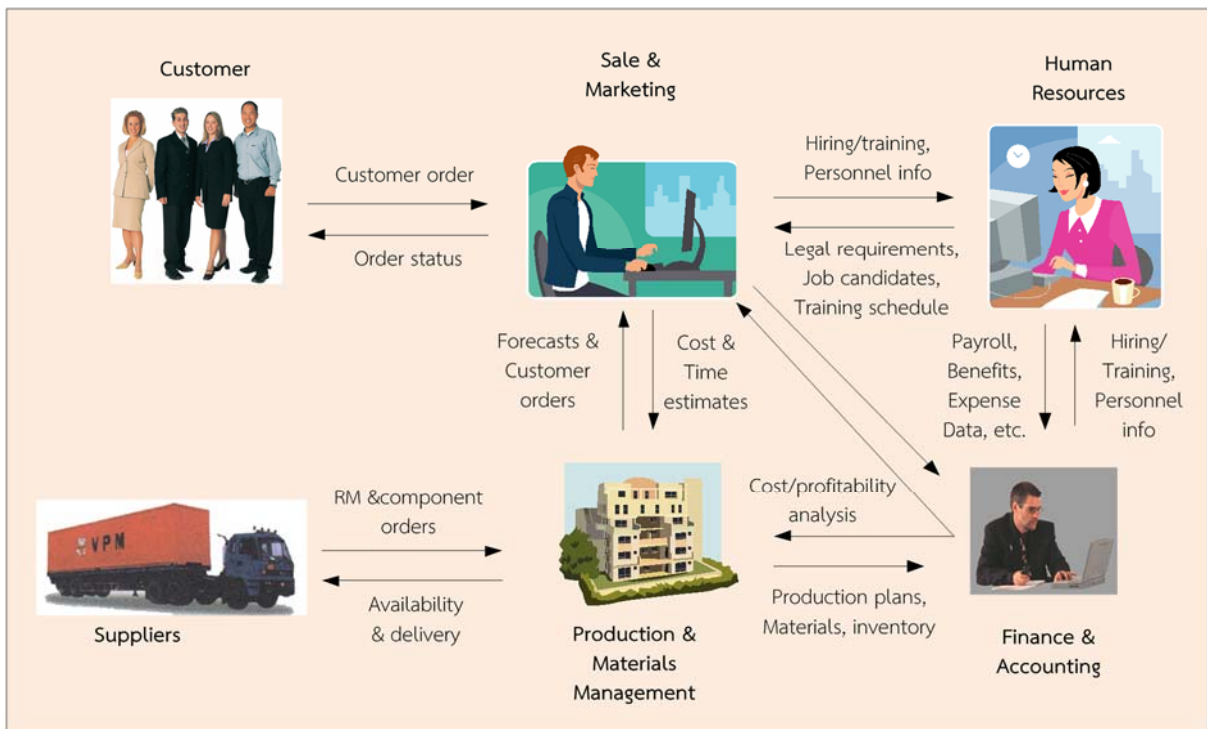 Customer
Sale &
Marketing
Human
Resources
Customer order
Order status
Hiring/training,
Personnel info
Legal requirements,
Job candidates,
Training schedule
Forecasts &
Customer
orders
Cost &
Time
estimates
Payroll,
Benefits,
Expense
Data, etc.
Hiring/
Training,
Personnel
info
VPM
Suppliers
RM &component
orders
Availability
& delivery
Production &
Materials
Management
Cost/profitability
analysis
Production plans,
Materials, inventory
Finance &
Accounting